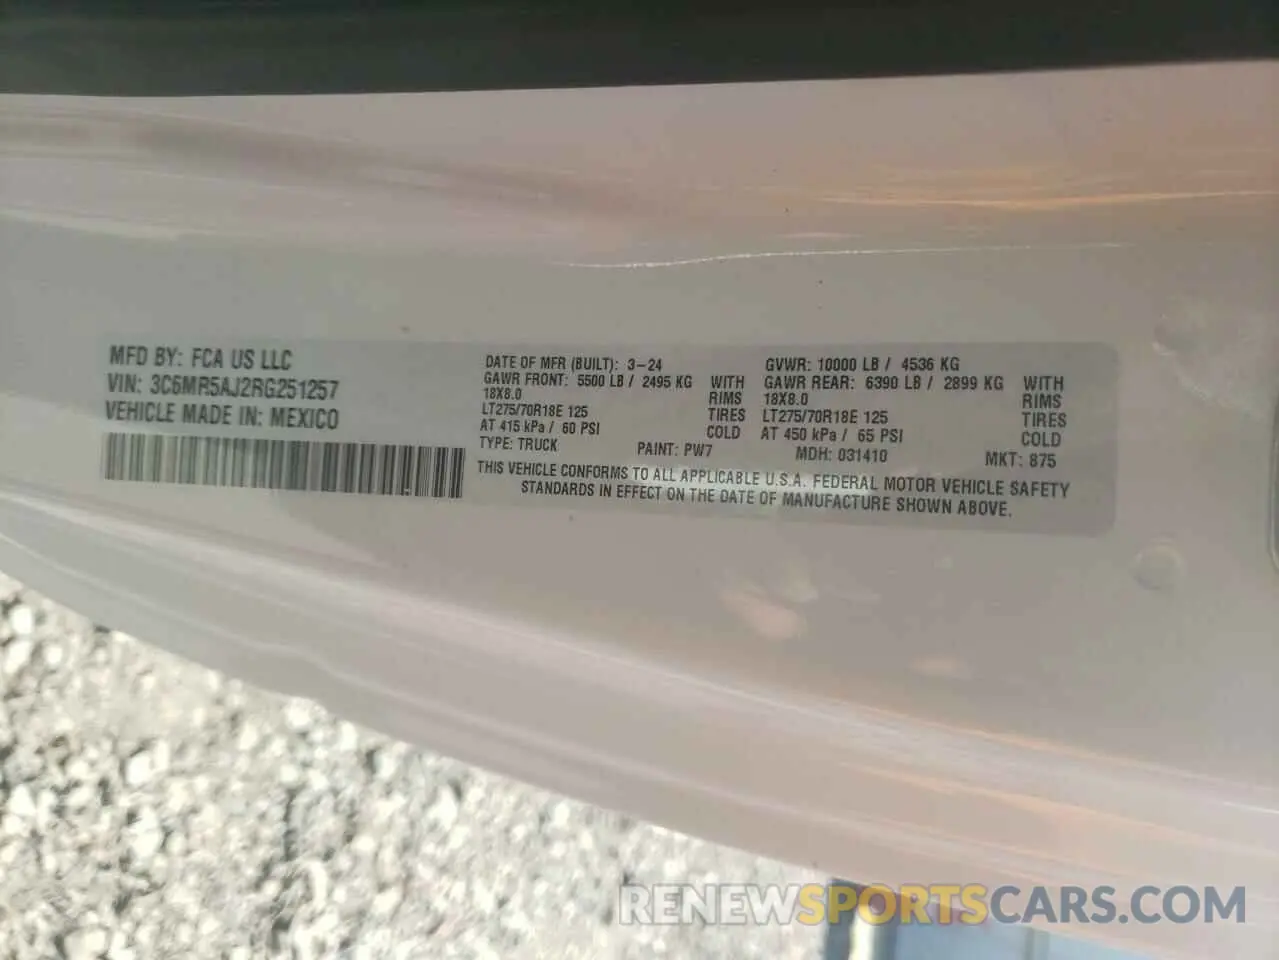 MFD BY: FCA US LLC
VIN: 3C6MR5AJ2RG251257
VEHICLE MADE IN: MEXICO
DATE OF MFR (BUILT): 3-24
GAWR FRONT: 5500 LB / 2495 KG WITH
18X8.0 RIMS
LT275/70R18E 125 TIRES
AT 415 kPa / 60 PSI COLD
TYPE: TRUCK PAINT: PW7
GVWR: 10000 LB / 4536 KG
GAWR REAR: 6390 LB / 2899 KG WITH
18X8.0 RIMS
LT275/70R18E 125 TIRES
AT 450 kPa / 65 PSI COLD
MDH: 031410 MKT: 875
THIS VEHICLE CONFORMS TO ALL APPLICABLE U.S.A. FEDERAL MOTOR VEHICLE SAFETY
STANDARDS IN EFFECT ON THE DATE OF MANUFACTURE SHOWN ABOVE.
RENEWSPORTSCARS.COM